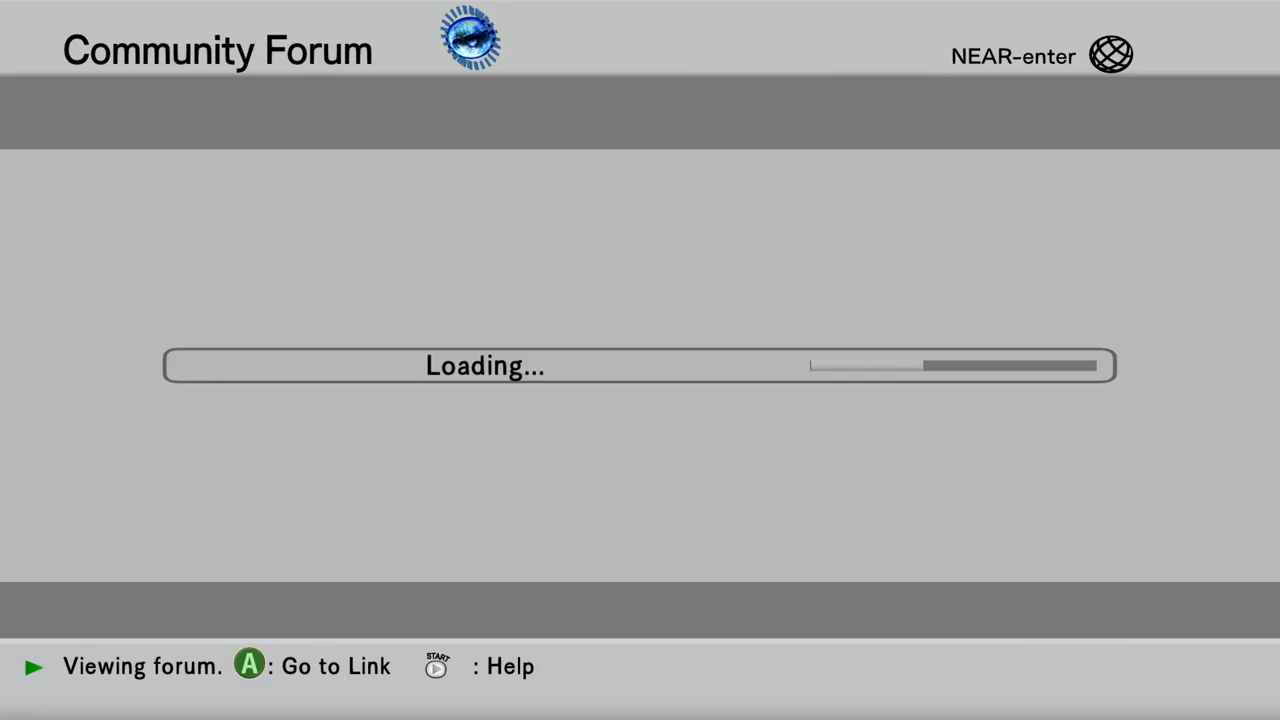 Community Forum
NEAR-enter
Loading...
Viewing forum. A : Go to Link START : Help